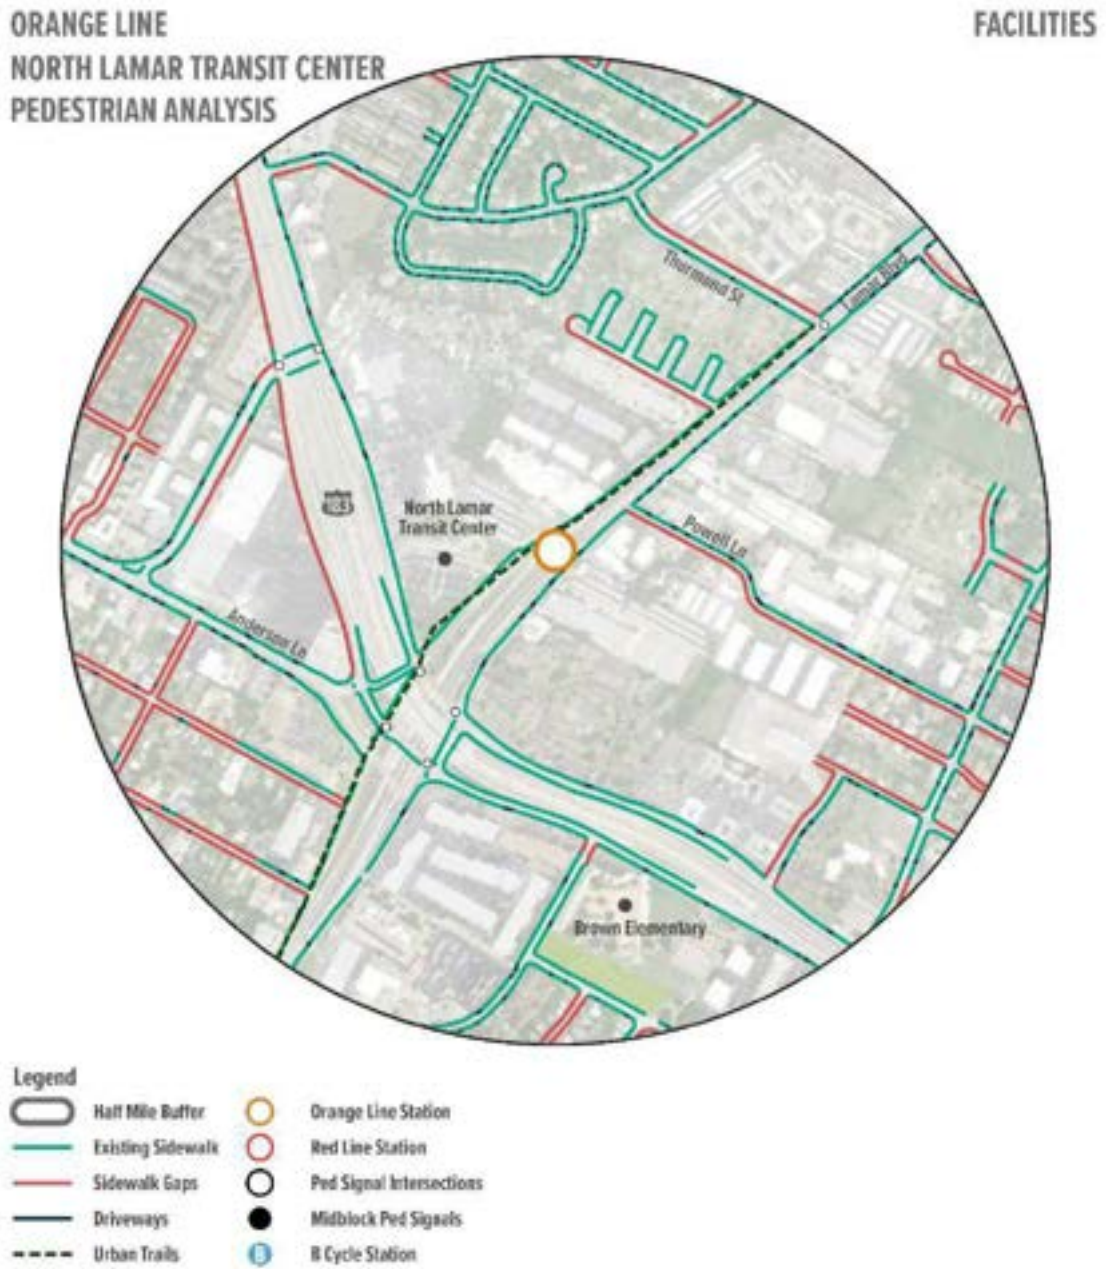 ORANGE LINE
FACILITIES
NORTH LAMAR TRANSIT CENTER
PEDESTRIAN ANALYSIS
Thurmond St
Lamar Blvd
183
North Lamar
Transit Center
Powell Ln
Anderson Ln
Brown Elementary
Legend
Half Mile Buffer
Orange Line Station
Existing Sidewalk
Red Line Station
Sidewalk Gaps
Ped Signal Intersections
Driveways
Midblock Ped Signals
Urban Trails
B
B Cycle Station